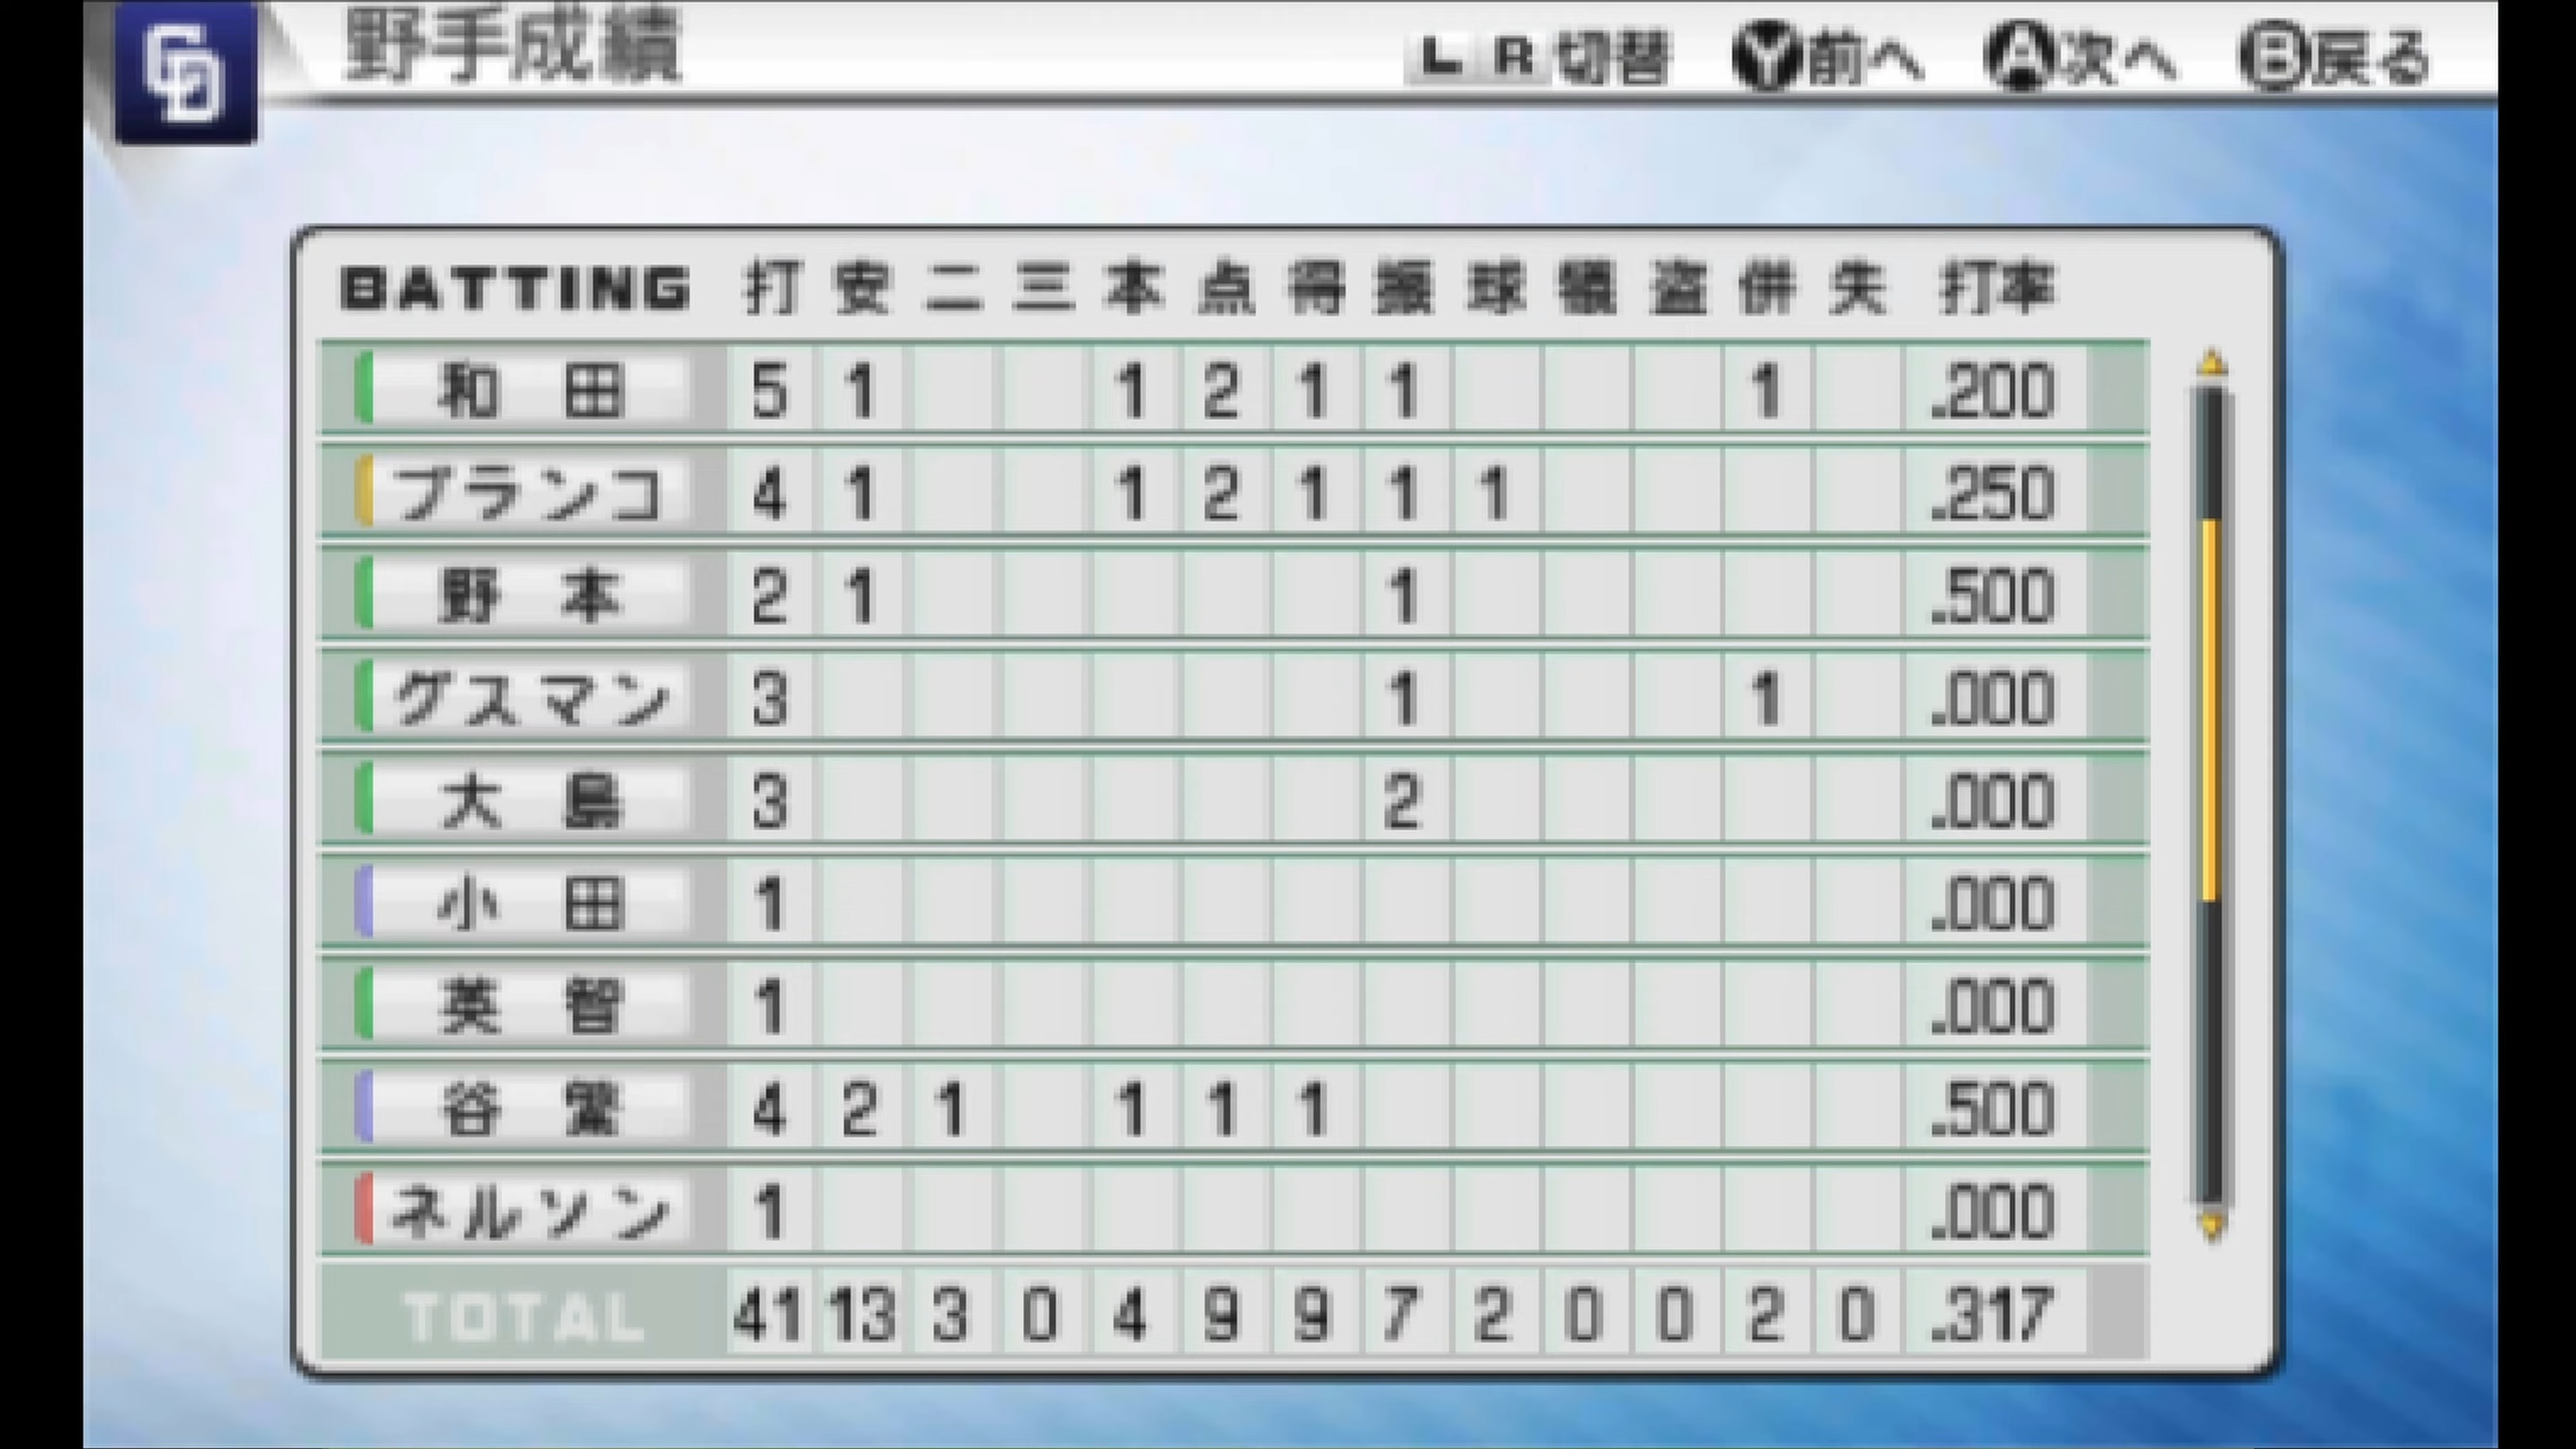 CD 野手成績 L R 切替 Y前へ A次へ B戻る
BATTING 打 安 二 三 本 点 得 振 球 犠 盗 併 失 打率
和田 5 1 1 2 1 1 1 .200
ブランコ 4 1 1 2 1 1 1 .250
野本 2 1 1 .500
グスマン 3 1 1 .000
大島 3 2 .000
小田 1 .000
英智 1 .000
谷繁 4 2 1 1 1 1 .500
ネルソン 1 .000
TOTAL 41 13 3 0 4 9 9 7 2 0 0 2 0 .317